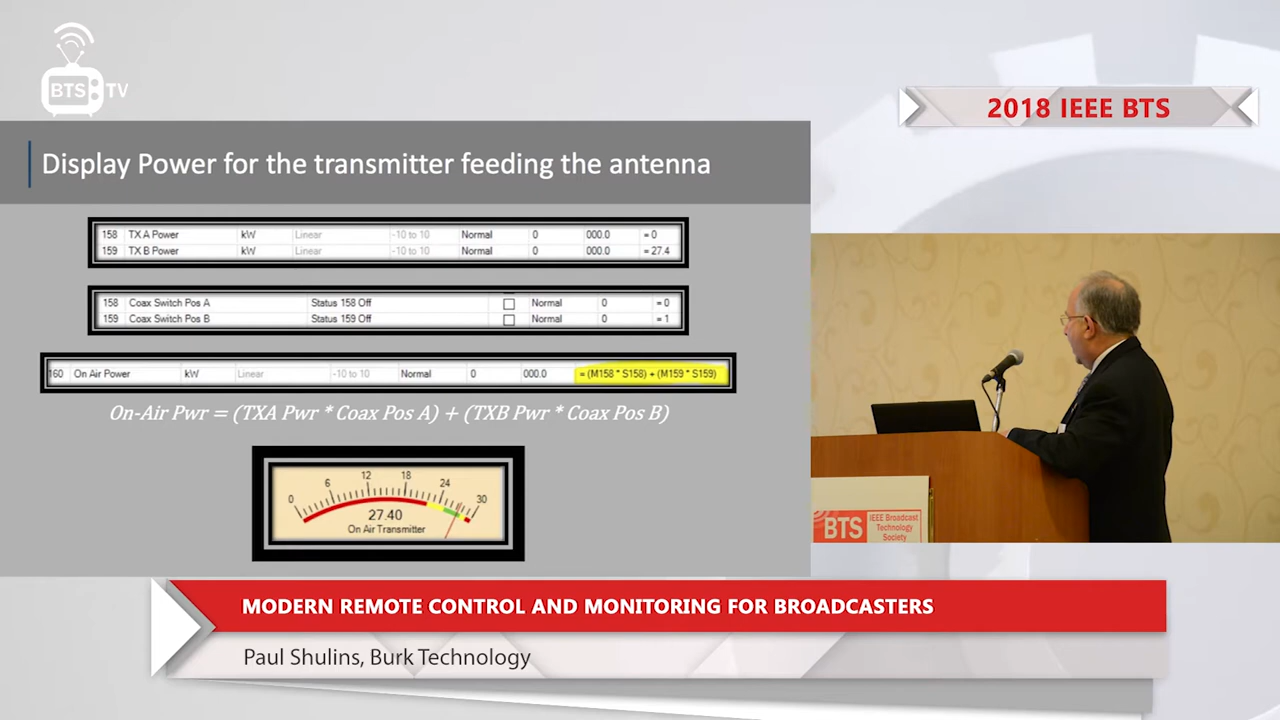 BTS TV
2018 IEEE BTS
Display Power for the transmitter feeding the antenna
158 TX A Power kW Linear -10 to 10 Normal 0 000.0 = 0
159 TX B Power kW Linear -10 to 10 Normal 0 000.0 = 27.4
158 Coax Switch Pos A Status 158 Off Normal 0 = 0
159 Coax Switch Pos B Status 159 Off Normal 0 = 1
160 On Air Power kW Linear -10 to 10 Normal 0 000.0 = (M158 * S158) + (M159 * S159)
On-Air Pwr = (TXA Pwr * Coax Pos A) + (TXB Pwr * Coax Pos B)
0 6 12 18 24 30
27.40
On Air Transmitter
BTS IEEE Broadcast
Technology
Society
MODERN REMOTE CONTROL AND MONITORING FOR BROADCASTERS
Paul Shulins, Burk Technology